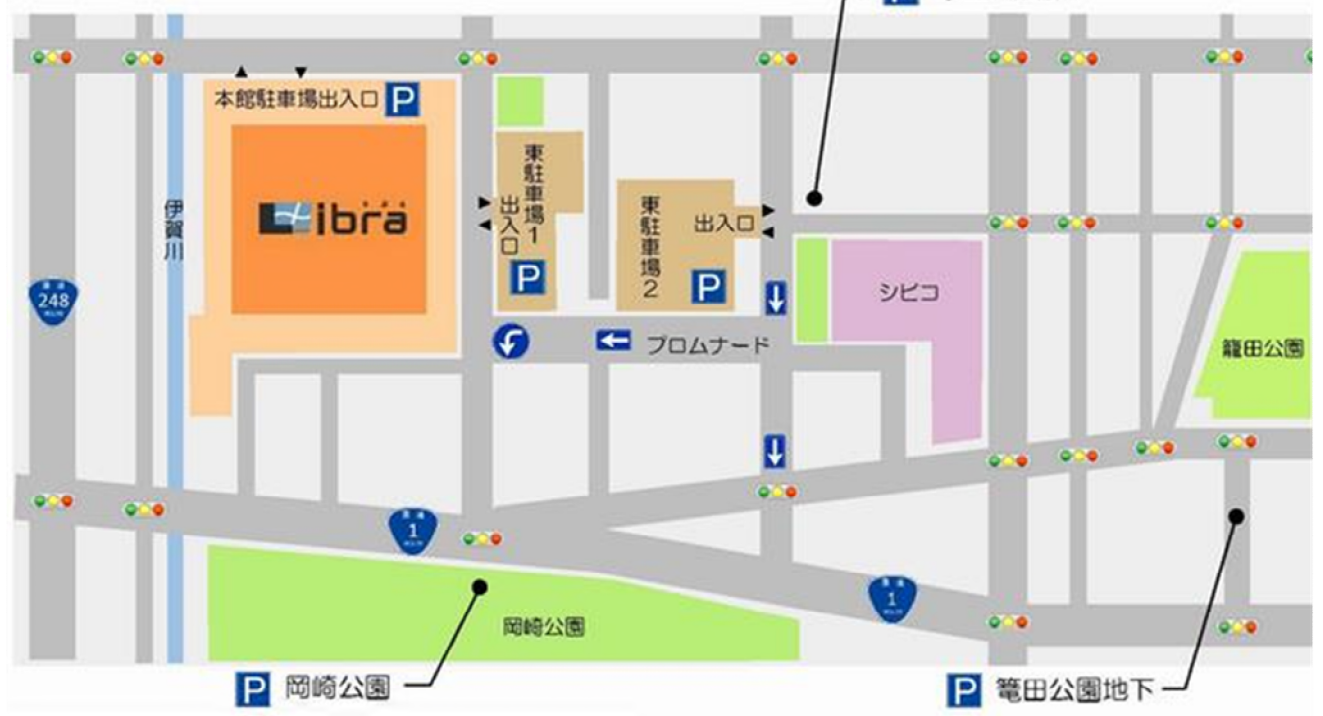 P
本館駐車場出入口 P
Libra
伊賀川
東駐車場1
出入口
P
東駐車場2
出入口
P
248
シビコ
プロムナード
籠田公園
1
1
岡崎公園
P 岡崎公園
P 篭田公園地下